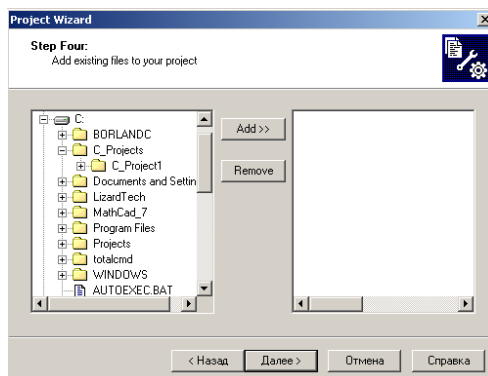 Project Wizard
Step Four:
Add existing files to your project
C:
BORLANDC
C_Projects
C_Project1
Documents and Settin
LizardTech
MathCad_7
Program Files
Projects
totalcmd
WINDOWS
AUTOEXEC.BAT
Add >>
Remove
< Назад
Далее >
Отмена
Справка